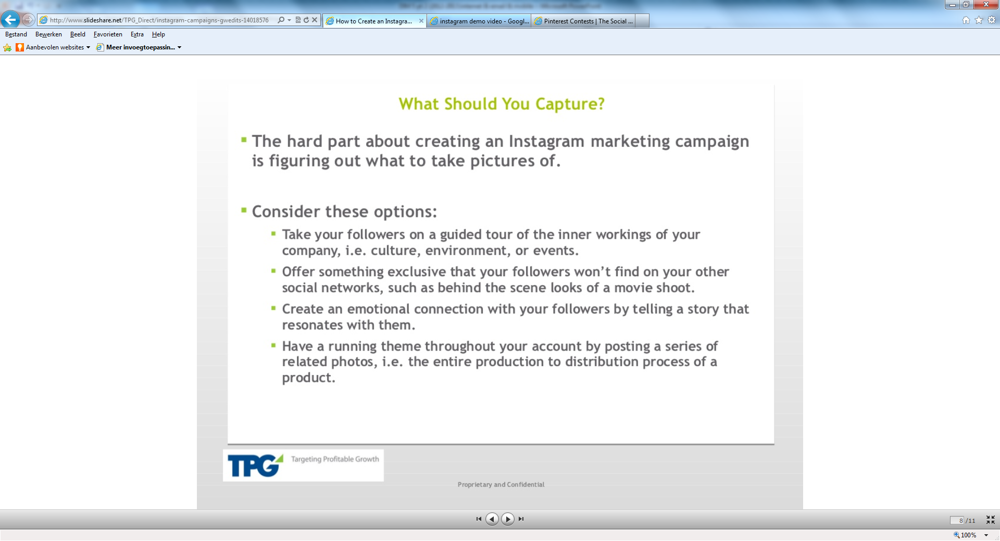 http://www.slideshare.net/TPG_Direct/instagram-campaigns-gwedits-14018576
How to Create an Instagra...
instagram demo video - Googl...
Pinterest Contests | The Social ...
Bestand Bewerken Beeld Favorieten Extra Help
Aanbevolen websites Meer invoegtoepassin...
What Should You Capture?
The hard part about creating an Instagram marketing campaign
is figuring out what to take pictures of.
Consider these options:
Take your followers on a guided tour of the inner workings of your
company, i.e. culture, environment, or events.
Offer something exclusive that your followers won't find on your other
social networks, such as behind the scene looks of a movie shoot.
Create an emotional connection with your followers by telling a story that
resonates with them.
Have a running theme throughout your account by posting a series of
related photos, i.e. the entire production to distribution process of a
product.
TPG Targeting Profitable Growth
Proprietary and Confidential
8 /11
100%